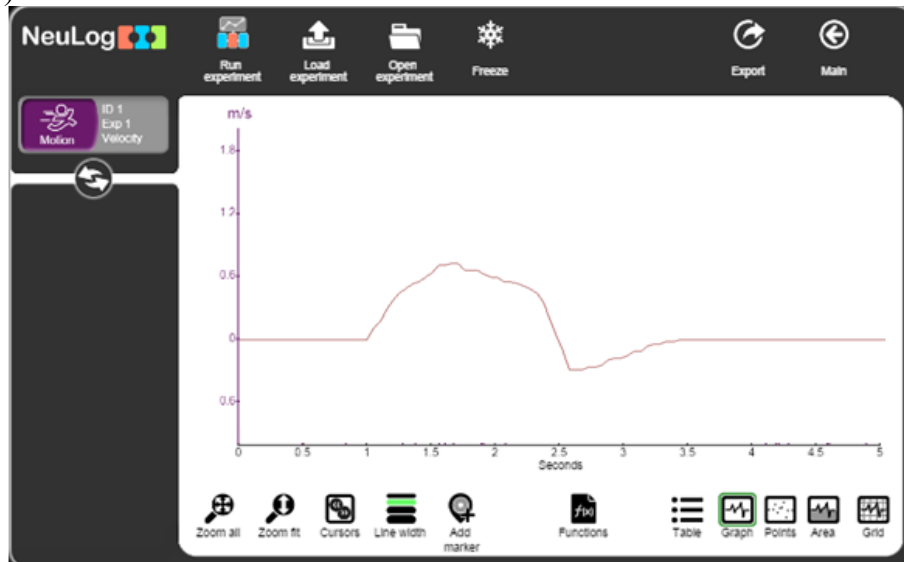 )
NeuLog
Run experiment
Load experiment
Open experiment
Freeze
Export
Main
Motion
ID 1
Exp 1
Velocity
m/s
1.8
1.2
0.6
0
0.6
0 0.5 1 1.5 2 2.5 3 3.5 4 4.5 5
Seconds
Zoom all
Zoom fit
Cursors
Line width
Add marker
f(x)
Functions
Table
Graph
Points
Area
Grid